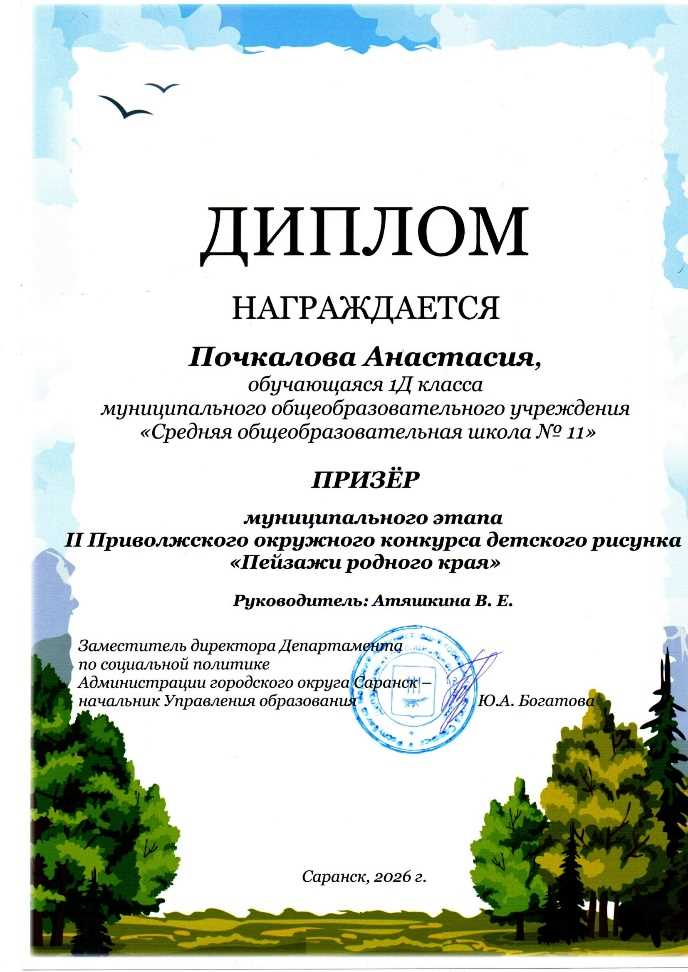 ДИПЛОМ
НАГРАЖДАЕТСЯ
Почкалова Анастасия,
обучающаяся 1Д класса
муниципального общеобразовательного учреждения
«Средняя общеобразовательная школа № 11»
ПРИЗЁР
муниципального этапа
II Приволжского окружного конкурса детского рисунка
«Пейзажи родного края»
Руководитель: Атяшкина В. Е.
Заместитель директора Департамента
по социальной политике
Администрации городского округа Саранск –
начальник Управления образования
Ю.А. Богатова
Саранск, 2026 г.